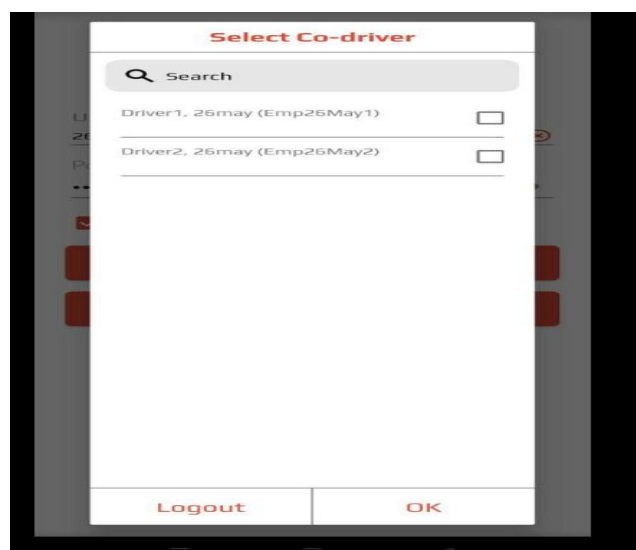 Select Co-driver
Search
Driver1, 26may (Emp26May1)
Driver2, 26may (Emp26May2)
Logout
OK